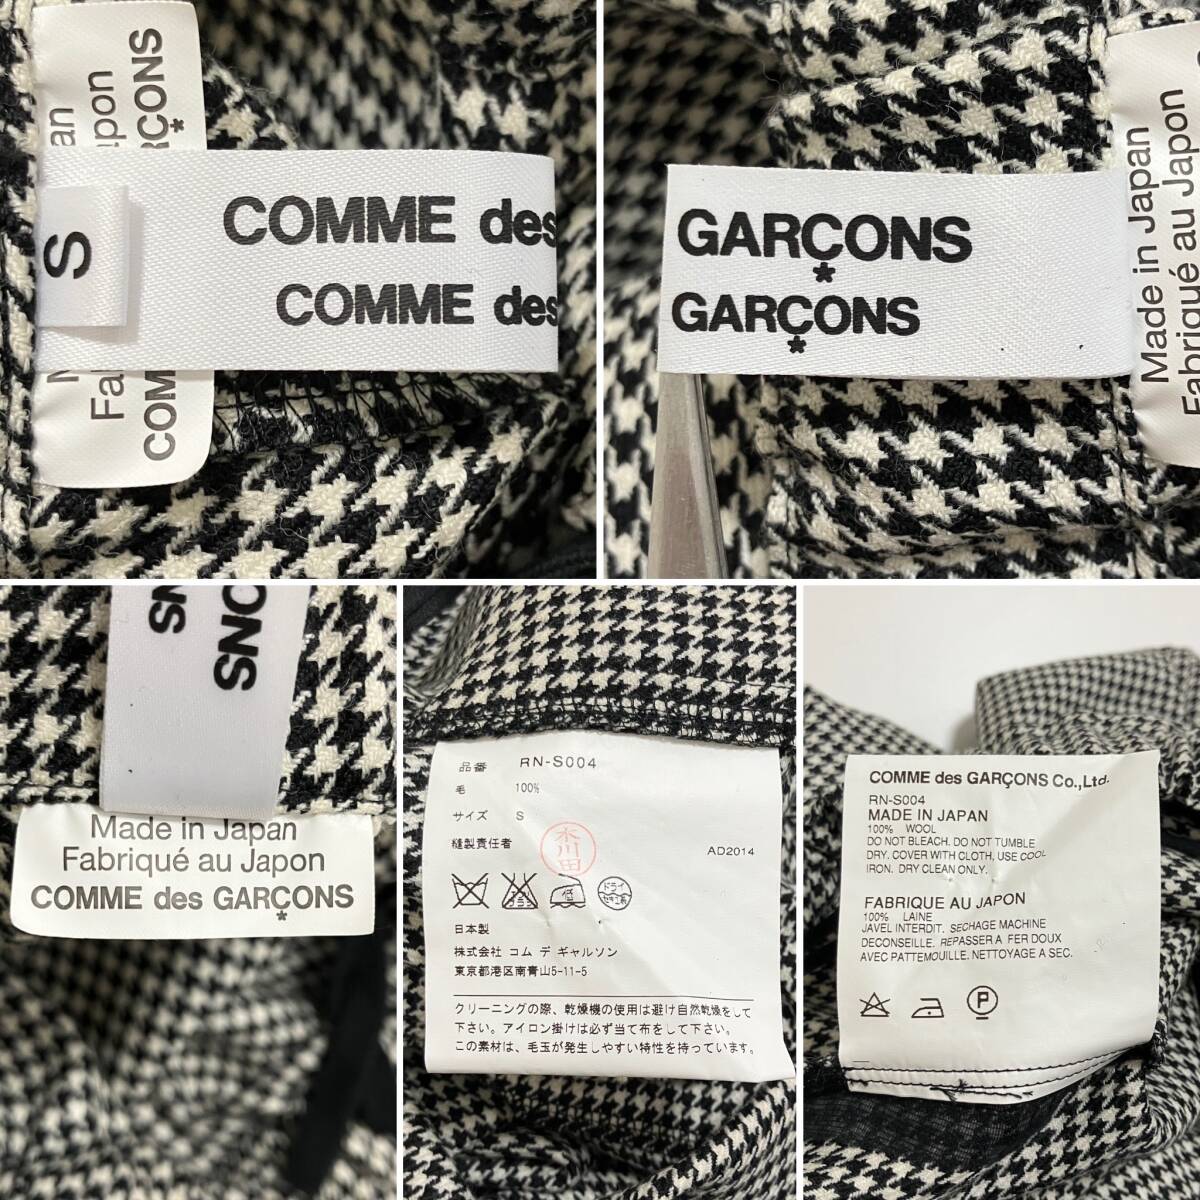 an
apon
RÇONS
S
COMME des
COMME des
Fa
COM
GARÇONS
GARÇONS
Made in Japan
Fabriqué au Japon
NS
ONS
Made in Japan
Fabriqué au Japon
COMME des GARÇONS
品番 RN-S004
毛 100%
サイズ S
縫製責任者
AD2014
低
ドライ
日本製
株式会社 コム デ ギャルソン
東京都港区南青山5-11-5
クリーニングの際、乾燥機の使用は避け自然乾燥をして
下さい。アイロン掛けは必ず当て布をして下さい。
この素材は、毛玉が発生しやすい特性を持っています。
COMME des GARÇONS Co.,Ltd.
RN-S004
MADE IN JAPAN
100% WOOL
DO NOT BLEACH. DO NOT TUMBLE
DRY. COVER WITH CLOTH, USE COOL
IRON. DRY CLEAN ONLY.
FABRIQUE AU JAPON
100% LAINE
JAVEL INTERDIT. SECHAGE MACHINE
DECONSEILLE. REPASSER A FER DOUX
AVEC PATTEMOUILLE. NETTOYAGE A SEC.
P